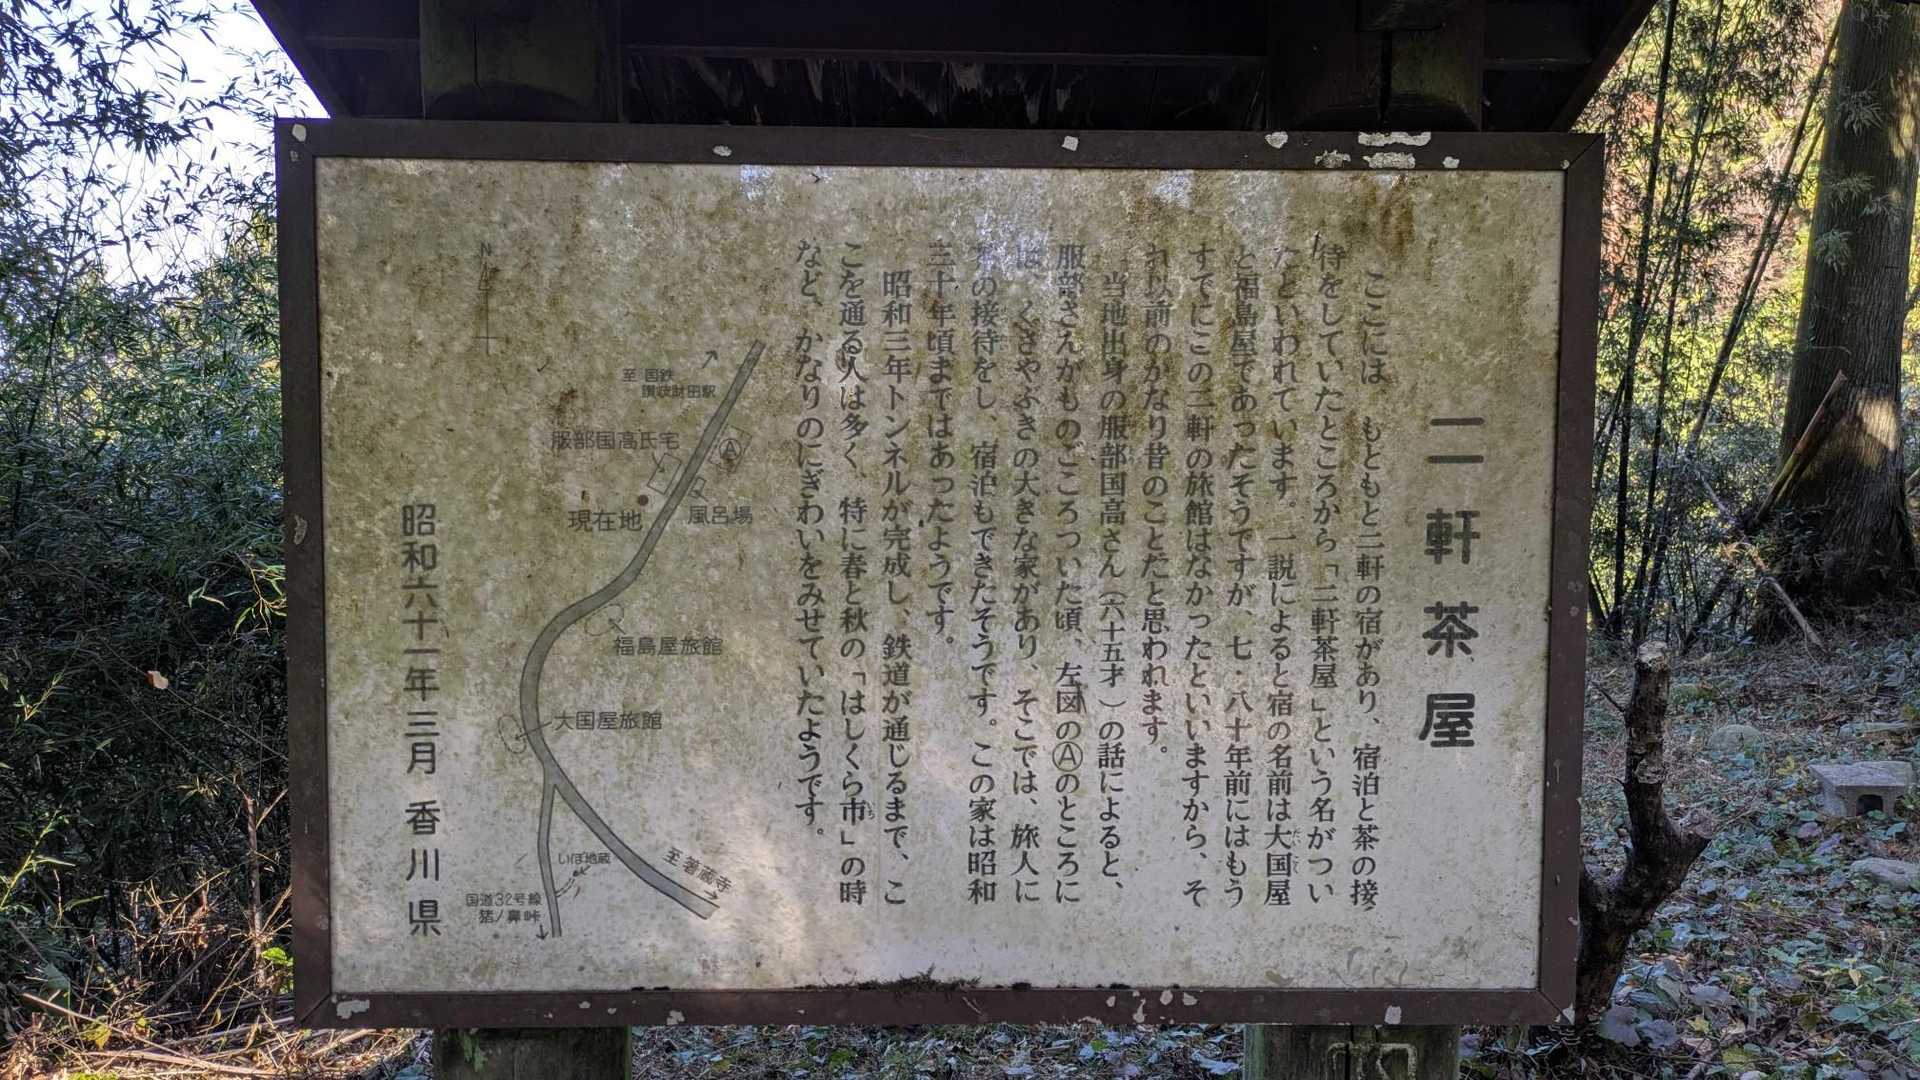 二軒茶屋
ここには、もともと二軒の宿があり、宿泊と茶の接
待をしていたところから「二軒茶屋」という名がつい
たといわれています。一説によると宿の名前は大国屋
と福島屋であったそうですが、七・八十年前にはもう
すでにこの二軒の旅館はなかったといいますから、そ
れ以前のかなり昔のことだと思われます。
当地出身の服部国高さん(六十五才)の話によると、
服部さんがものごころついた頃、左図のⒶのところに
は、くさやぶきの大きな家があり、そこでは、旅人に
茶の接待をし、宿泊もできたそうです。この家は昭和
三十年頃まではあったようです。
昭和三年トンネルが完成し、鉄道が通じるまで、こ
こを通る人は多く、特に春と秋の「はしくら市」の時
など、かなりのにぎわいをみせていたようです。
N
至 国鉄
讃岐財田駅
服部国高氏宅
Ⓐ
現在地
風呂場
福島屋旅館
大国屋旅館
いぼ地蔵
至箸蔵寺
国道32号線
猪ノ鼻峠
昭和六十一年三月 香川県